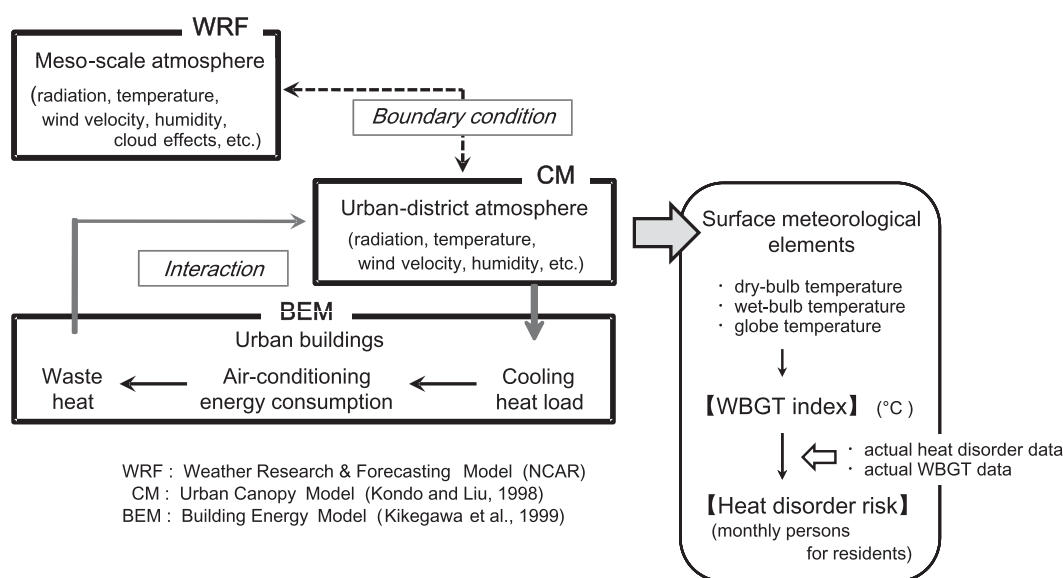 WRF
Meso-scale atmosphere
(radiation, temperature,
wind velocity, humidity,
cloud effects, etc.)
Boundary condition
CM
Urban-district atmosphere
(radiation, temperature,
wind velocity, humidity, etc.)
Interaction
BEM
Urban buildings
Waste
heat
Air-conditioning
energy consumption
Cooling
heat load
WRF : Weather Research & Forecasting Model (NCAR)
CM : Urban Canopy Model (Kondo and Liu, 1998)
BEM : Building Energy Model (Kikegawa et al., 1999)
Surface meteorological
elements
・ dry-bulb temperature
・ wet-bulb temperature
・ globe temperature
【WBGT index】 (°C )
・ actual heat disorder data
・ actual WBGT data
【Heat disorder risk】
(monthly persons
for residents)